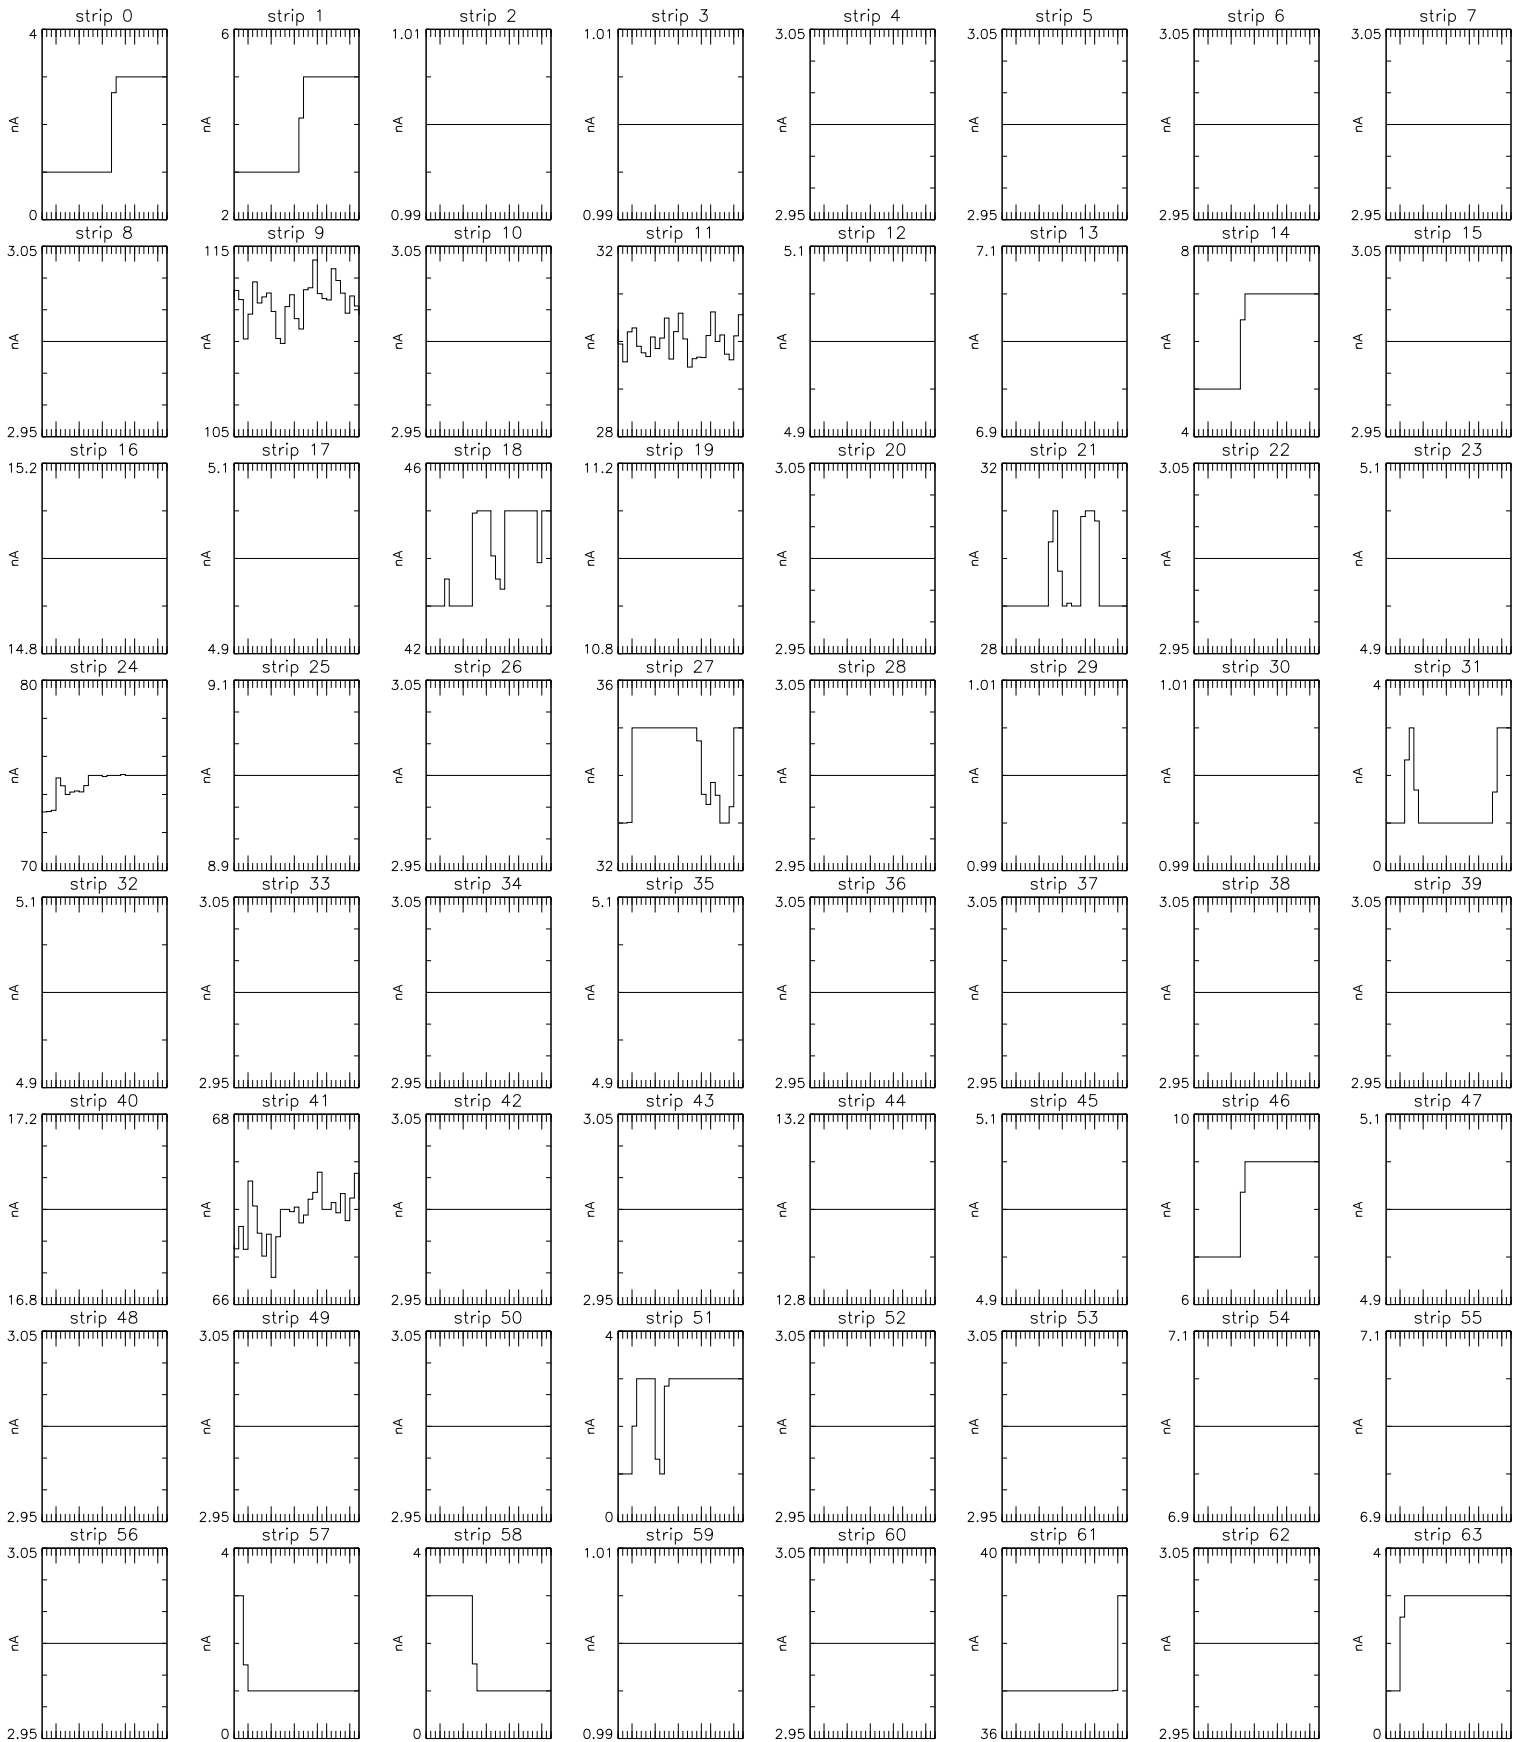 strip 0 strip 1 strip 2 strip 3 strip 4 strip 5 strip 6 strip 7
4 6 1.01 1.01 3.05 3.05 3.05 3.05
nA nA nA nA nA nA nA nA
0 2 0.99 0.99 2.95 2.95 2.95 2.95
strip 8 strip 9 strip 10 strip 11 strip 12 strip 13 strip 14 strip 15
3.05 115 3.05 32 5.1 7.1 8 3.05
nA nA nA nA nA nA nA nA
2.95 105 2.95 28 4.9 6.9 4 2.95
strip 16 strip 17 strip 18 strip 19 strip 20 strip 21 strip 22 strip 23
15.2 5.1 46 11.2 3.05 32 3.05 5.1
nA nA nA nA nA nA nA nA
14.8 4.9 42 10.8 2.95 28 2.95 4.9
strip 24 strip 25 strip 26 strip 27 strip 28 strip 29 strip 30 strip 31
80 9.1 3.05 36 3.05 1.01 1.01 4
nA nA nA nA nA nA nA nA
70 8.9 2.95 32 2.95 0.99 0.99 0
strip 32 strip 33 strip 34 strip 35 strip 36 strip 37 strip 38 strip 39
5.1 3.05 3.05 5.1 3.05 3.05 3.05 3.05
nA nA nA nA nA nA nA nA
4.9 2.95 2.95 4.9 2.95 2.95 2.95 2.95
strip 40 strip 41 strip 42 strip 43 strip 44 strip 45 strip 46 strip 47
17.2 68 3.05 3.05 13.2 5.1 10 5.1
nA nA nA nA nA nA nA nA
16.8 66 2.95 2.95 12.8 4.9 6 4.9
strip 48 strip 49 strip 50 strip 51 strip 52 strip 53 strip 54 strip 55
3.05 3.05 3.05 4 3.05 3.05 7.1 7.1
nA nA nA nA nA nA nA nA
2.95 2.95 2.95 0 2.95 2.95 6.9 6.9
strip 56 strip 57 strip 58 strip 59 strip 60 strip 61 strip 62 strip 63
3.05 4 4 1.01 3.05 40 3.05 4
nA nA nA nA nA nA nA nA
2.95 0 0 0.99 2.95 36 2.95 0